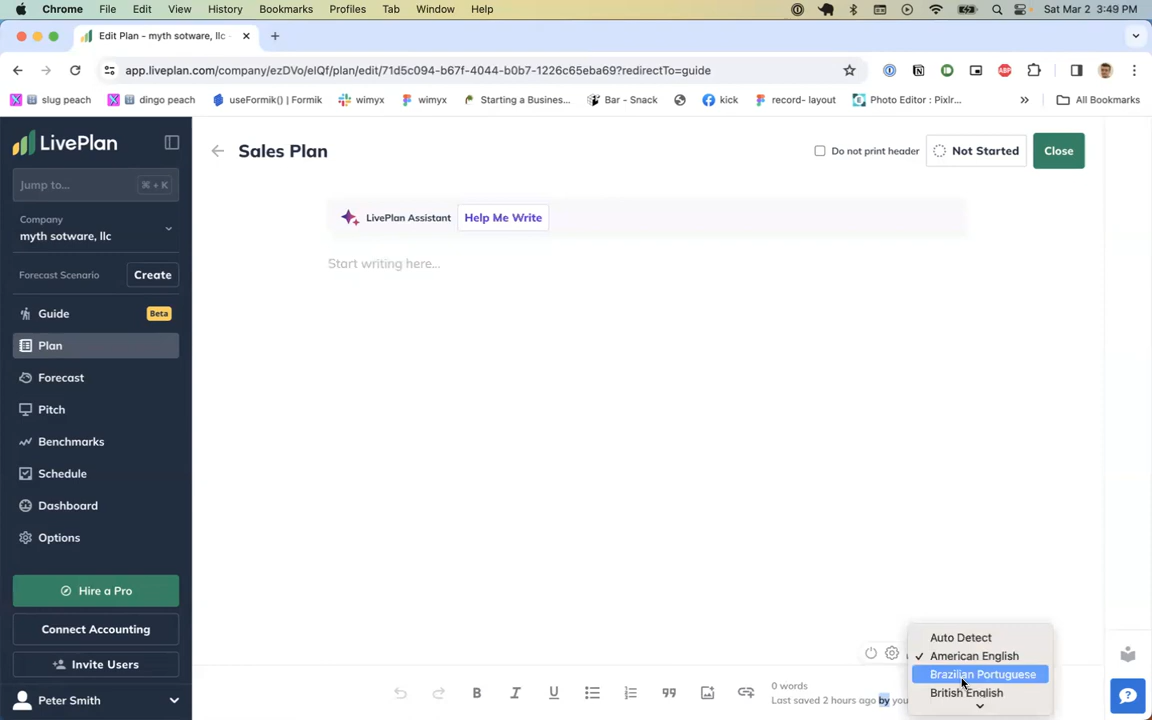 Chrome File Edit View History Bookmarks Profiles Tab Window Help Sat Mar 2 3:49 PM
Edit Plan - myth sotware, llc -
app.liveplan.com/company/ezDVo/elQf/plan/edit/71d5c094-b67f-4044-b0b7-1226c65eba69?redirectTo=guide
slug peach dingo peach useFormik() | Formik wimyx wimyx Starting a Busines... Bar - Snack kick record- layout Photo Editor : Pixlr... » All Bookmarks
LivePlan
Jump to... ⌘ + K
Company
myth sotware, llc
Forecast Scenario Create
Guide Beta
Plan
Forecast
Pitch
Benchmarks
Schedule
Dashboard
Options
Hire a Pro
Connect Accounting
Invite Users
Peter Smith
Sales Plan
Do not print header
Not Started
Close
LivePlan Assistant Help Me Write
Start writing here...
Auto Detect
✓ American English
Brazilian Portuguese
British English
B I U
0 words
Last saved 2 hours ago by you
ABP